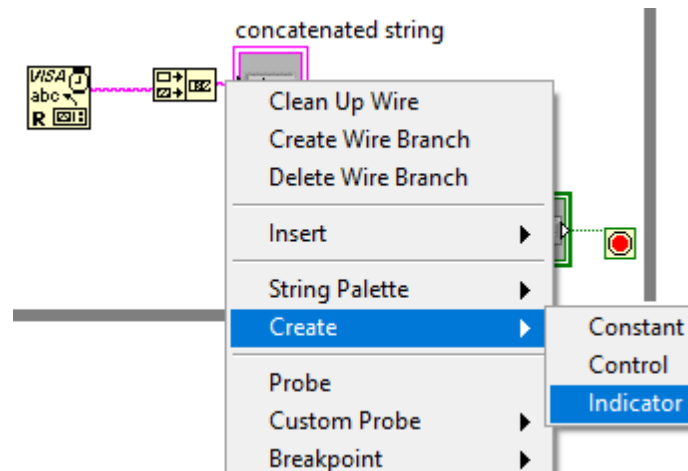 concatenated string
VISA
abc
R
Clean Up Wire
Create Wire Branch
Delete Wire Branch
Insert
String Palette
Create
Constant
Control
Indicator
Probe
Custom Probe
Breakpoint